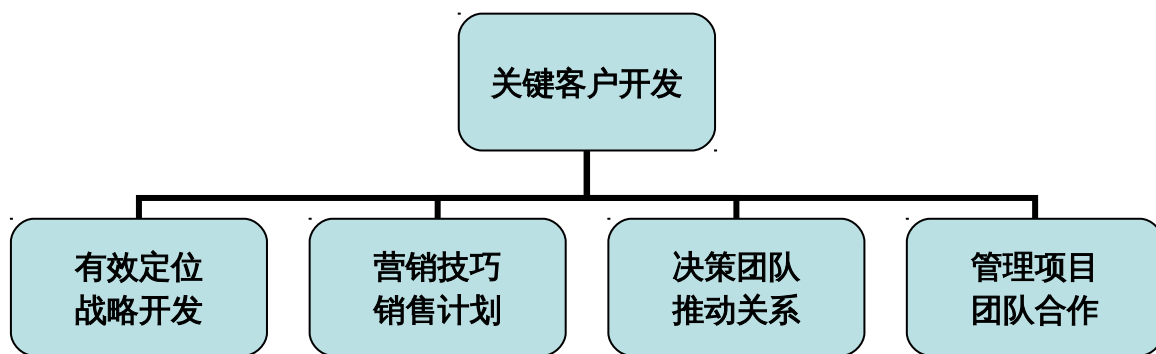 关键客户开发
有效定位
战略开发
营销技巧
销售计划
决策团队
推动关系
管理项目
团队合作